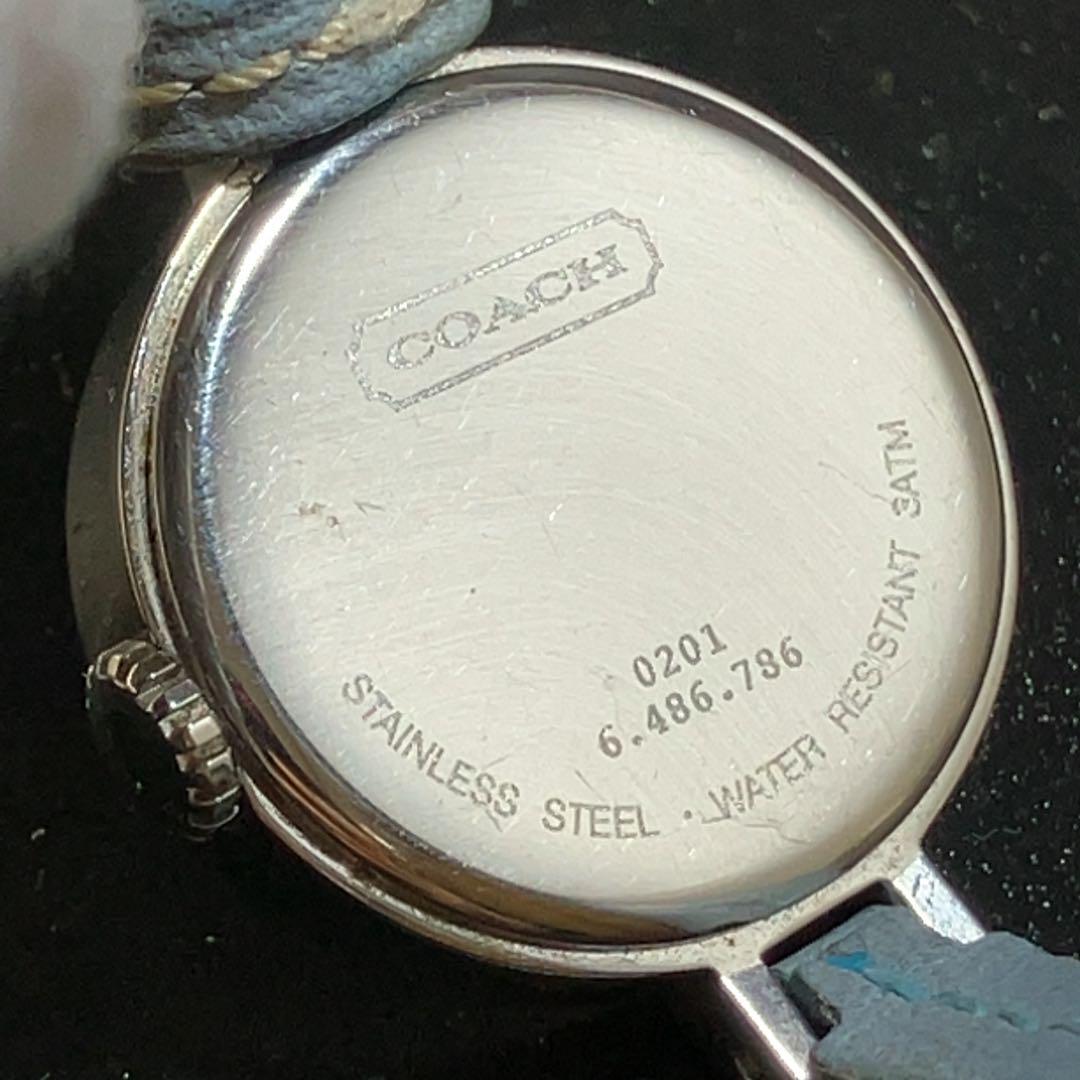 COACH
0201
6.486.786
STAINLESS STEEL · WATER RESISTANT 3ATM